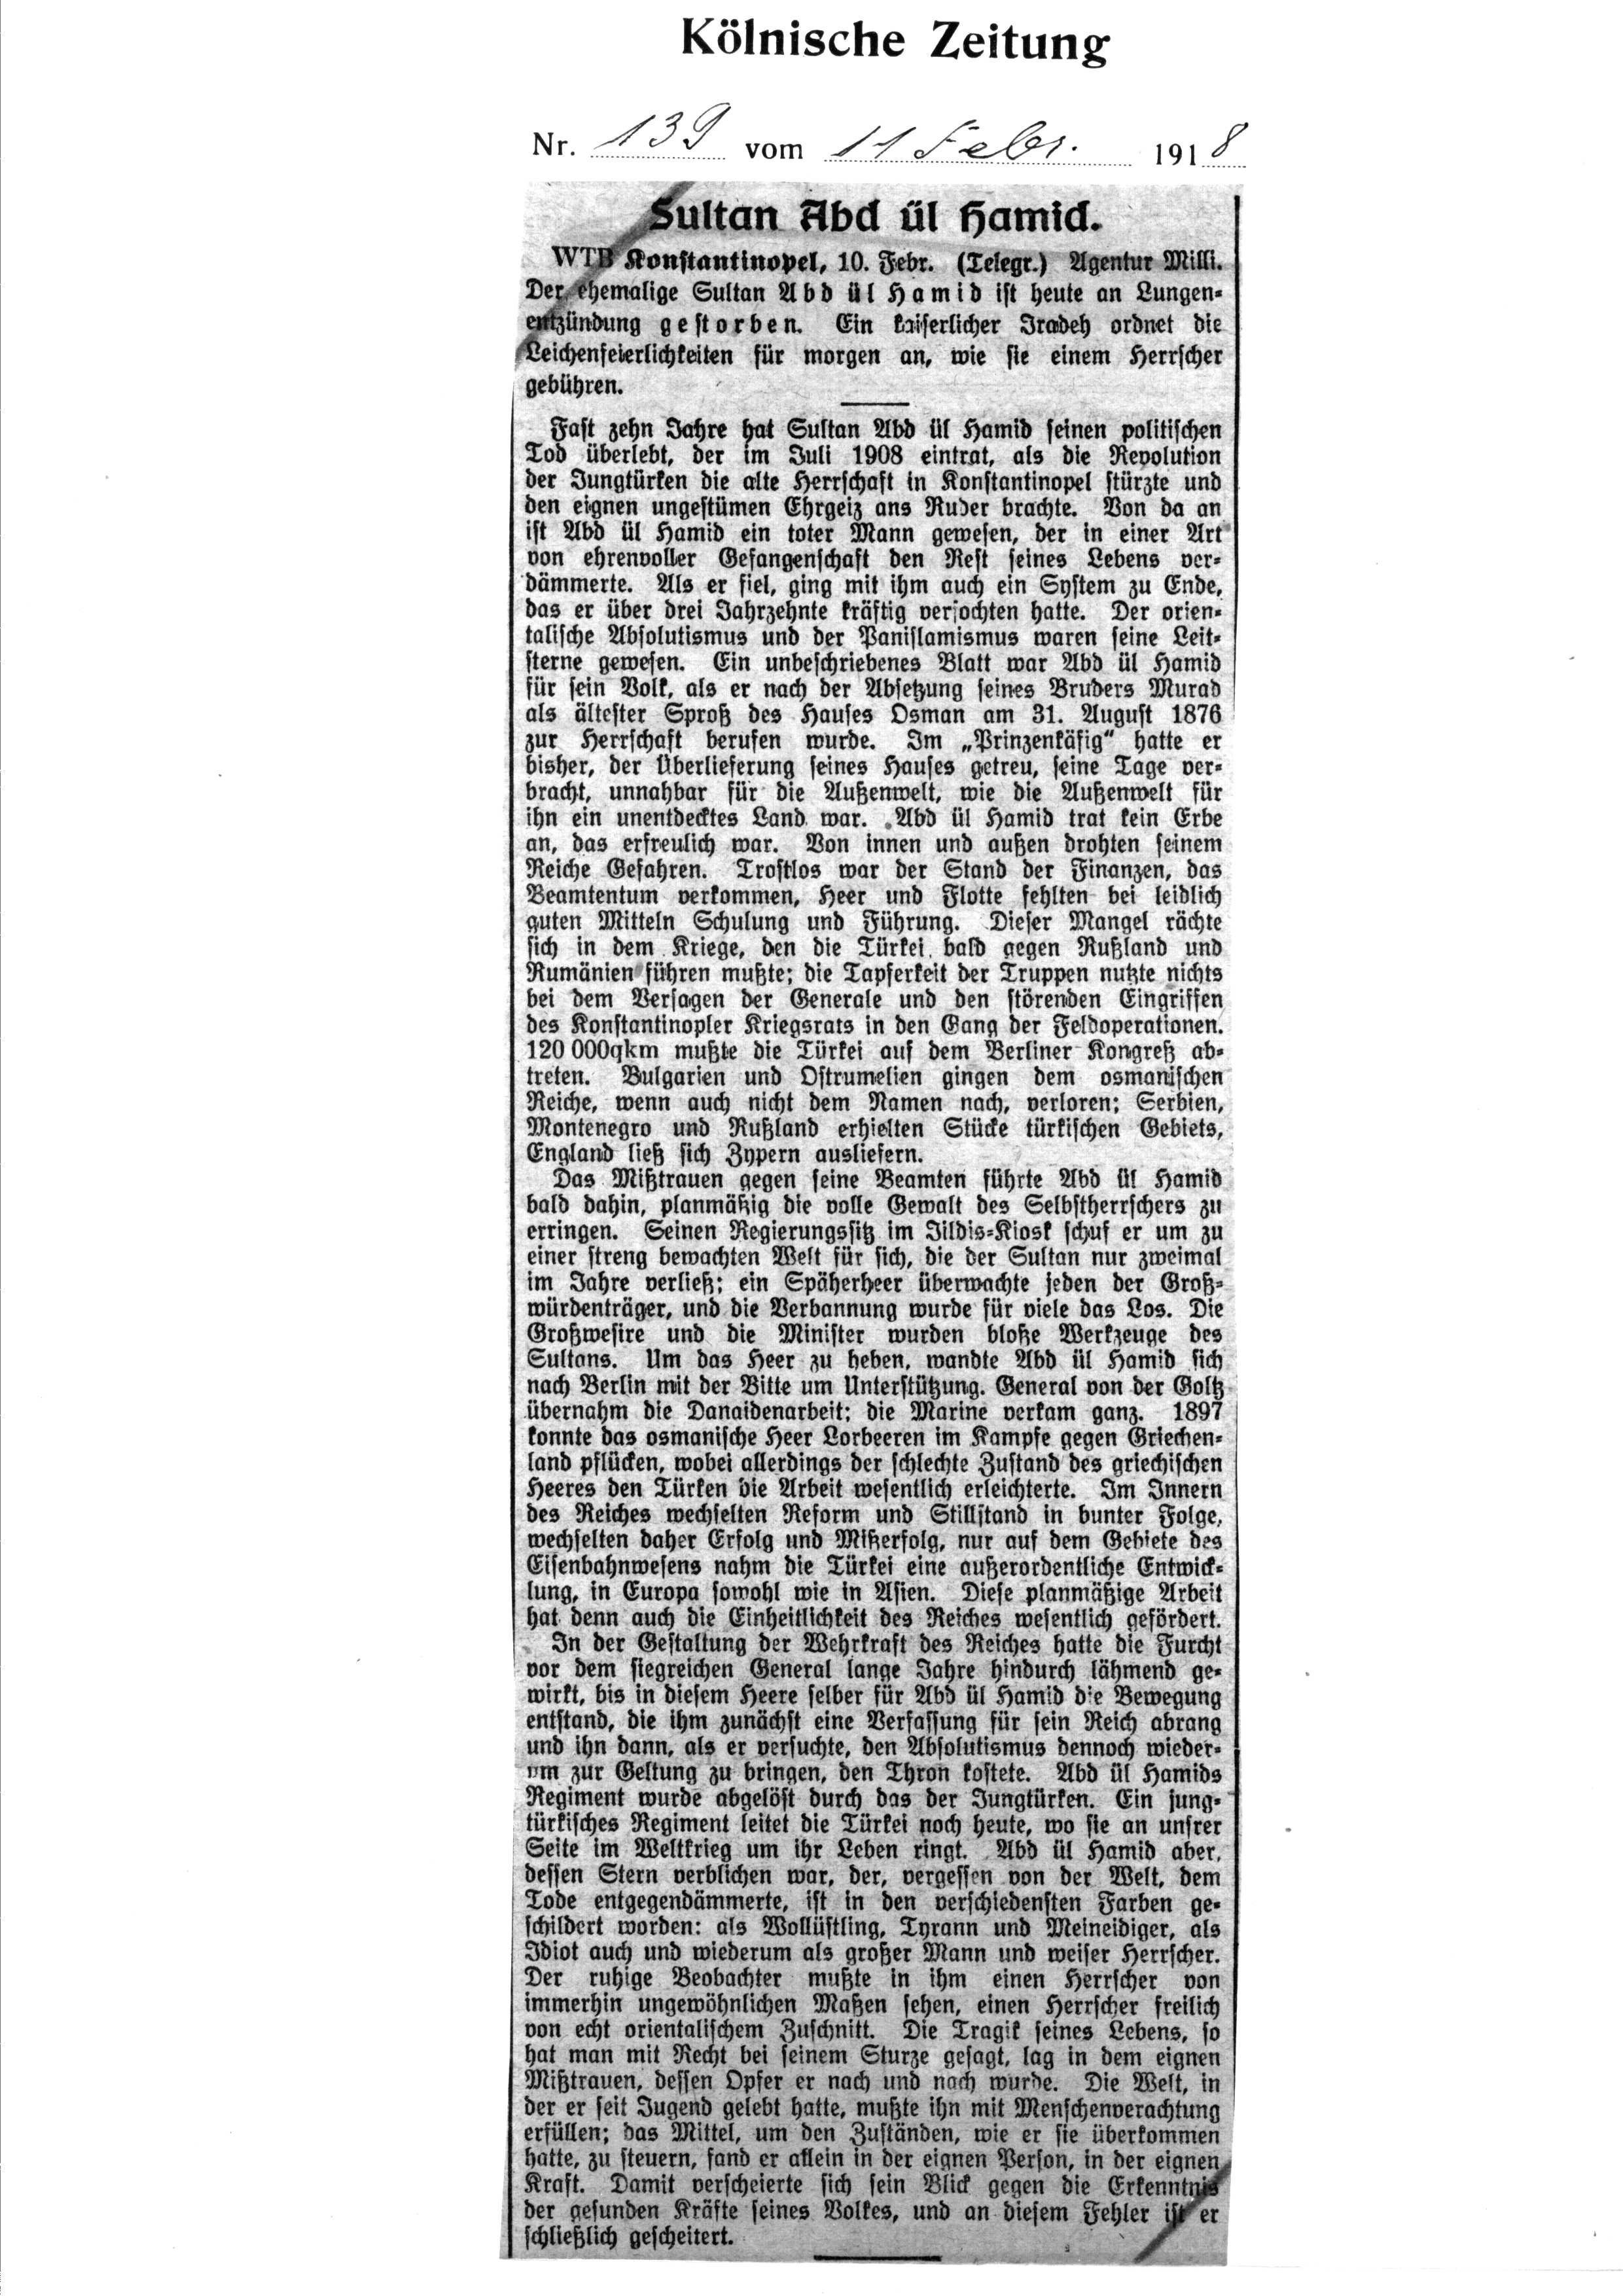 Kölnische Zeitung
Nr. 139 vom 11 Febr. 1918
Sultan Abd ül Hamid.
WTB Konstantinopel, 10. Febr. (Telegr.) Agentur Milli.
Der ehemalige Sultan Abd ül Hamid ist heute an Lungen-
entzündung gestorben. Ein kaiserlicher Iradeh ordnet die
Leichenfeierlichkeiten für morgen an, wie sie einem Herrscher
gebühren.
Fast zehn Jahre hat Sultan Abd ül Hamid seinen politischen
Tod überlebt, der im Juli 1908 eintrat, als die Revolution
der Jungtürken die alte Herrschaft in Konstantinopel stürzte und
den eignen ungestümen Ehrgeiz ans Ruder brachte. Von da an
ist Abd ül Hamid ein toter Mann gewesen, der in einer Art
von ehrenvoller Gefangenschaft den Rest seines Lebens ver-
dämmerte. Als er fiel, ging mit ihm auch ein System zu Ende,
das er über drei Jahrzehnte kräftig verfochten hatte. Der orien-
talische Absolutismus und der Panislamismus waren seine Leit-
sterne gewesen. Ein unbeschriebenes Blatt war Abd ül Hamid
für sein Volk, als er nach der Absetzung seines Bruders Murad
als ältester Sproß des Hauses Osman am 31. August 1876
zur Herrschaft berufen wurde. Im „Prinzenkäfig“ hatte er
bisher, der Überlieferung seines Hauses getreu, seine Tage ver-
bracht, unnahbar für die Außenwelt, wie die Außenwelt für
ihn ein unentdecktes Land war. Abd ül Hamid trat kein Erbe
an, das erfreulich war. Von innen und außen drohten seinem
Reiche Gefahren. Trostlos war der Stand der Finanzen, das
Beamtentum verkommen, Heer und Flotte fehlten bei leidlich
guten Mitteln Schulung und Führung. Dieser Mangel rächte
sich in dem Kriege, den die Türkei bald gegen Rußland und
Rumänien führen mußte; die Tapferkeit der Truppen nutzte nichts
bei dem Versagen der Generale und den störenden Eingriffen
des Konstantinopler Kriegsrats in den Gang der Feldoperationen.
120 000qkm mußte die Türkei auf dem Berliner Kongreß ab-
treten. Bulgarien und Ostrumelien gingen dem osmanischen
Reiche, wenn auch nicht dem Namen nach, verloren; Serbien,
Montenegro und Rußland erhielten Stücke türkischen Gebiets,
England ließ sich Zypern ausliefern.
Das Mißtrauen gegen seine Beamten führte Abd ül Hamid
bald dahin, planmäßig die volle Gewalt des Selbstherrschers zu
erringen. Seinen Regierungssitz im Jildis-Kiosk schuf er um zu
einer streng bewachten Welt für sich, die der Sultan nur zweimal
im Jahre verließ; ein Späherheer überwachte jeden der Groß-
würdenträger, und die Verbannung wurde für viele das Los. Die
Großwesire und die Minister wurden bloße Werkzeuge des
Sultans. Um das Heer zu heben, wandte Abd ül Hamid sich
nach Berlin mit der Bitte um Unterstützung. General von der Goltz
übernahm die Danaidenarbeit; die Marine verkam ganz. 1897
konnte das osmanische Heer Lorbeeren im Kampfe gegen Griechen-
land pflücken, wobei allerdings der schlechte Zustand des griechischen
Heeres den Türken die Arbeit wesentlich erleichterte. Im Innern
des Reiches wechselten Reform und Stillstand in bunter Folge,
wechselten daher Erfolg und Mißerfolg, nur auf dem Gebiete des
Eisenbahnwesens nahm die Türkei eine außerordentliche Entwick-
lung, in Europa sowohl wie in Asien. Diese planmäßige Arbeit
hat denn auch die Einheitlichkeit des Reiches wesentlich gefördert.
In der Gestaltung der Wehrkraft des Reiches hatte die Furcht
vor dem siegreichen General lange Jahre hindurch lähmend ge-
wirkt, bis in diesem Heere selber für Abd ül Hamid die Bewegung
entstand, die ihm zunächst eine Verfassung für sein Reich abrang
und ihn dann, als er versuchte, den Absolutismus dennoch wieder-
um zur Geltung zu bringen, den Thron kostete. Abd ül Hamids
Regiment wurde abgelöst durch das der Jungtürken. Ein jung-
türkisches Regiment leitet die Türkei noch heute, wo sie an unsrer
Seite im Weltkrieg um ihr Leben ringt. Abd ül Hamid aber,
dessen Stern verblichen war, der, vergessen von der Welt, dem
Tode entgegendämmerte, ist in den verschiedensten Farben ge-
schildert worden: als Wollüstling, Tyrann und Meineidiger, als
Idiot auch und wiederum als großer Mann und weiser Herrscher.
Der ruhige Beobachter mußte in ihm einen Herrscher von
immerhin ungewöhnlichen Maßen sehen, einen Herrscher freilich
von echt orientalischem Zuschnitt. Die Tragik seines Lebens, so
hat man mit Recht bei seinem Sturze gesagt, lag in dem eignen
Mißtrauen, dessen Opfer er nach und nach wurde. Die Welt, in
der er seit Jugend gelebt hatte, mußte ihn mit Menschenverachtung
erfüllen; das Mittel, um den Zuständen, wie er sie überkommen
hatte, zu steuern, fand er allein in der eignen Person, in der eignen
Kraft. Damit verscheierte sich sein Blick gegen die Erkenntnis
der gesunden Kräfte seines Volkes, und an diesem Fehler ist er
schließlich gescheitert.